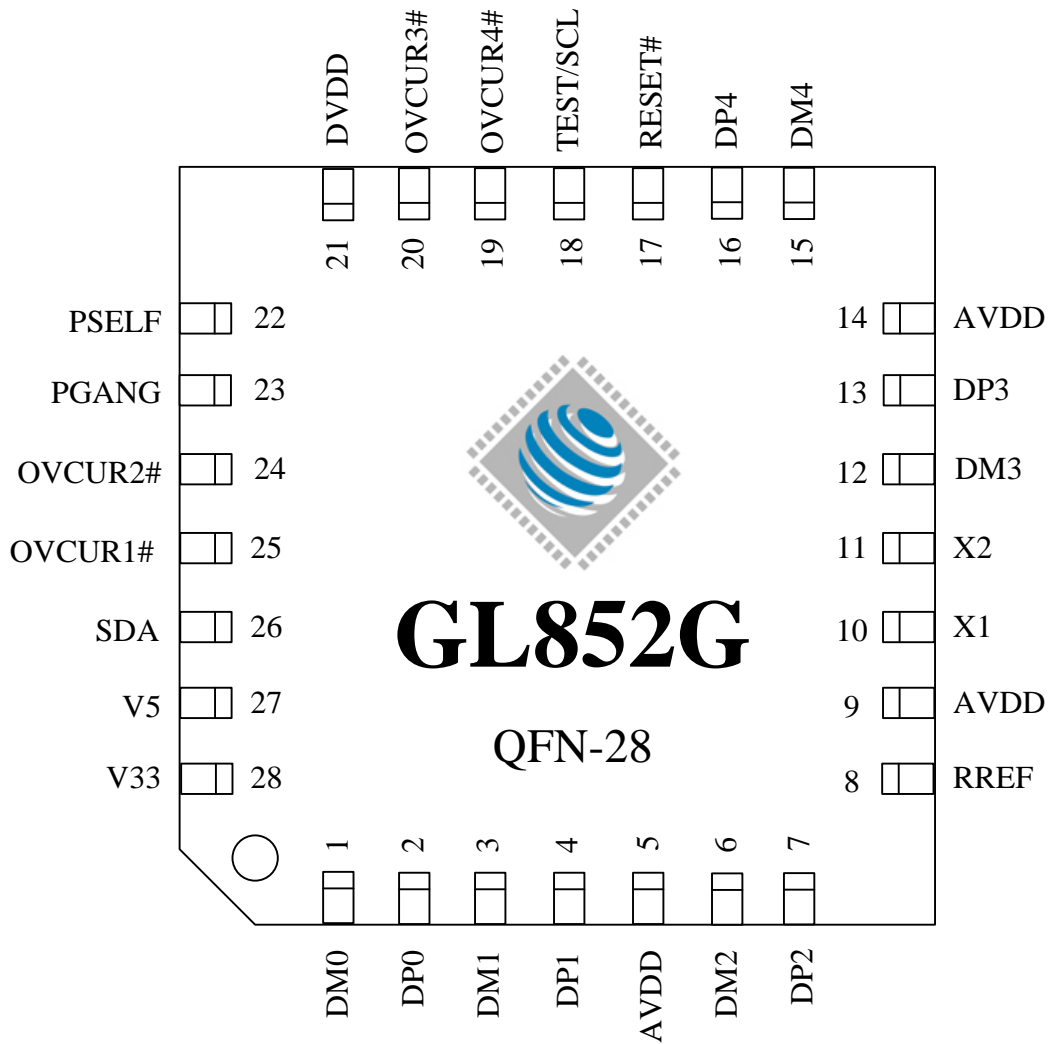 DVDD
OVCUR3#
OVCUR4#
TEST/SCL
RESET#
DP4
DM4
21
20
19
18
17
16
15
PSELF 22
14 AVDD
PGANG 23
13 DP3
OVCUR2# 24
12 DM3
OVCUR1# 25
11 X2
SDA 26
10 X1
V5 27
9 AVDD
V33 28
8 RREF
GL852G
QFN-28
1
2
3
4
5
6
7
DM0
DP0
DM1
DP1
AVDD
DM2
DP2